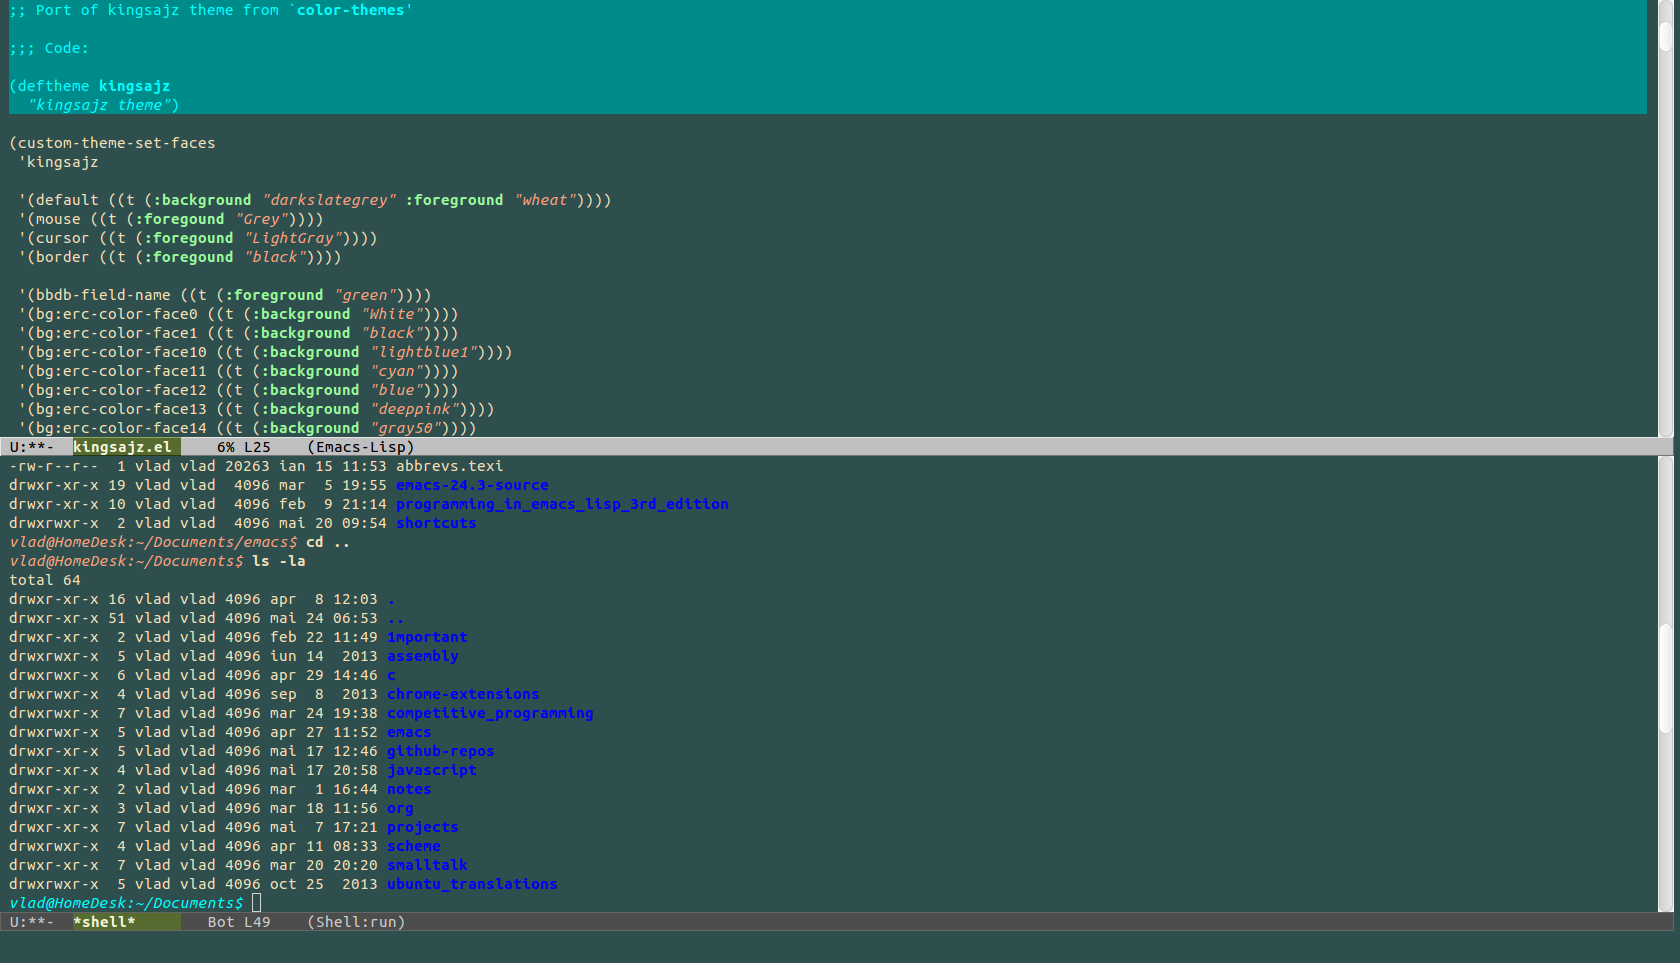 ;; Port of kingsajz theme from `color-themes'
;;; Code:
(deftheme kingsajz
  "kingsajz theme")
(custom-theme-set-faces
 'kingsajz
 '(default ((t (:background "darkslategrey" :foreground "wheat"))))
 '(mouse ((t (:foregound "Grey"))))
 '(cursor ((t (:foregound "LightGray"))))
 '(border ((t (:foregound "black"))))
 '(bbdb-field-name ((t (:foreground "green"))))
 '(bg:erc-color-face0 ((t (:background "White"))))
 '(bg:erc-color-face1 ((t (:background "black"))))
 '(bg:erc-color-face10 ((t (:background "lightblue1"))))
 '(bg:erc-color-face11 ((t (:background "cyan"))))
 '(bg:erc-color-face12 ((t (:background "blue"))))
 '(bg:erc-color-face13 ((t (:background "deeppink"))))
 '(bg:erc-color-face14 ((t (:background "gray50"))))
U:**-  kingsajz.el     6% L25    (Emacs-Lisp)
-rw-r--r--  1 vlad vlad 20263 ian 15 11:53 abbrevs.texi
drwxr-xr-x 19 vlad vlad  4096 mar  5 19:55 emacs-24.3-source
drwxr-xr-x 10 vlad vlad  4096 feb  9 21:14 programming_in_emacs_lisp_3rd_edition
drwxrwxr-x  2 vlad vlad  4096 mai 20 09:54 shortcuts
vlad@HomeDesk:~/Documents/emacs$ cd ..
vlad@HomeDesk:~/Documents$ ls -la
total 64
drwxr-xr-x 16 vlad vlad 4096 apr  8 12:03 .
drwxr-xr-x 51 vlad vlad 4096 mai 24 06:53 ..
drwxr-xr-x  2 vlad vlad 4096 feb 22 11:49 1mportant
drwxrwxr-x  5 vlad vlad 4096 iun 14  2013 assembly
drwxrwxr-x  6 vlad vlad 4096 apr 29 14:46 c
drwxrwxr-x  4 vlad vlad 4096 sep  8  2013 chrome-extensions
drwxrwxr-x  7 vlad vlad 4096 mar 24 19:38 competitive_programming
drwxrwxr-x  5 vlad vlad 4096 apr 27 11:52 emacs
drwxr-xr-x  5 vlad vlad 4096 mai 17 12:46 github-repos
drwxr-xr-x  4 vlad vlad 4096 mai 17 20:58 javascript
drwxr-xr-x  2 vlad vlad 4096 mar  1 16:44 notes
drwxr-xr-x  3 vlad vlad 4096 mar 18 11:56 org
drwxr-xr-x  7 vlad vlad 4096 mai  7 17:21 projects
drwxrwxr-x  4 vlad vlad 4096 apr 11 08:33 scheme
drwxr-xr-x  7 vlad vlad 4096 mar 20 20:20 smalltalk
drwxrwxr-x  5 vlad vlad 4096 oct 25  2013 ubuntu_translations
vlad@HomeDesk:~/Documents$
U:**-  *shell*        Bot L49    (Shell:run)